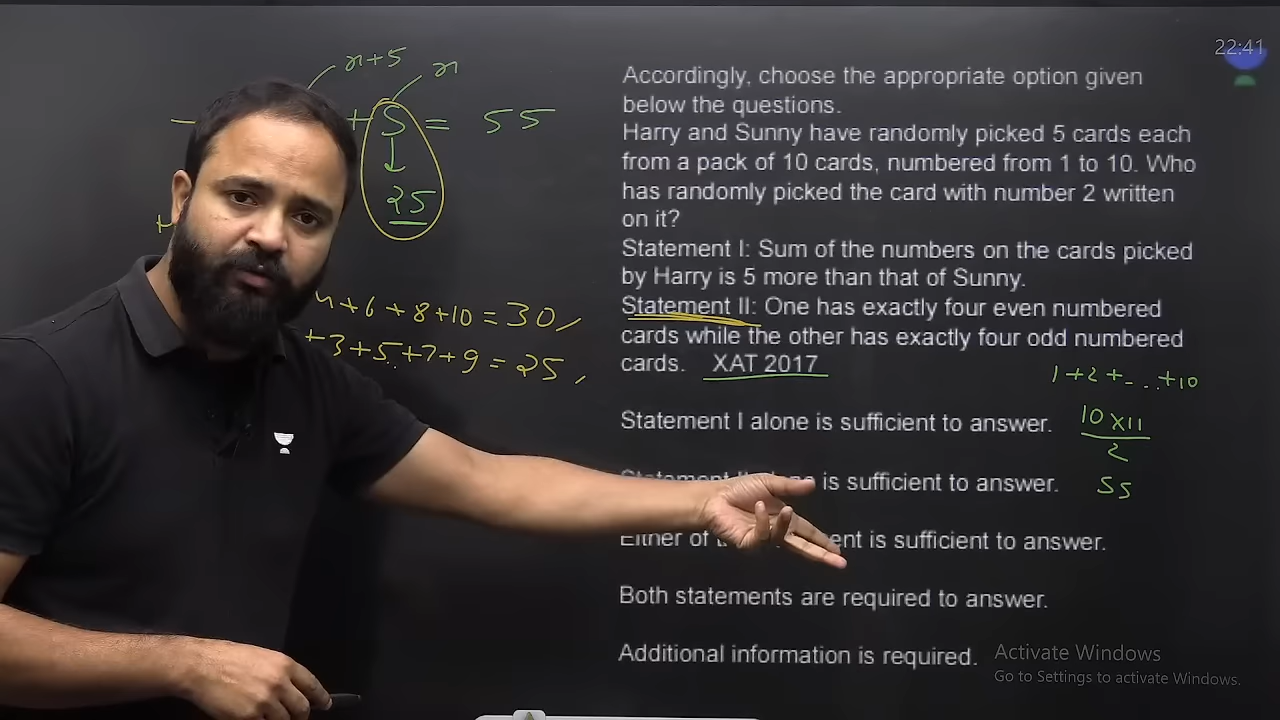 22:41
n+5
n
+ S = 55
25
+6+8+10=30,
+3+5+7+9=25,
Accordingly, choose the appropriate option given
below the questions.
Harry and Sunny have randomly picked 5 cards each
from a pack of 10 cards, numbered from 1 to 10. Who
has randomly picked the card with number 2 written
on it?
Statement I: Sum of the numbers on the cards picked
by Harry is 5 more than that of Sunny.
Statement II: One has exactly four even numbered
cards while the other has exactly four odd numbered
cards. XAT 2017
1+2+...+10
Statement I alone is sufficient to answer.
10×11
2
55
is sufficient to answer.
Either of is sufficient to answer.
Both statements are required to answer.
Additional information is required.
Activate Windows
Go to Settings to activate Windows.